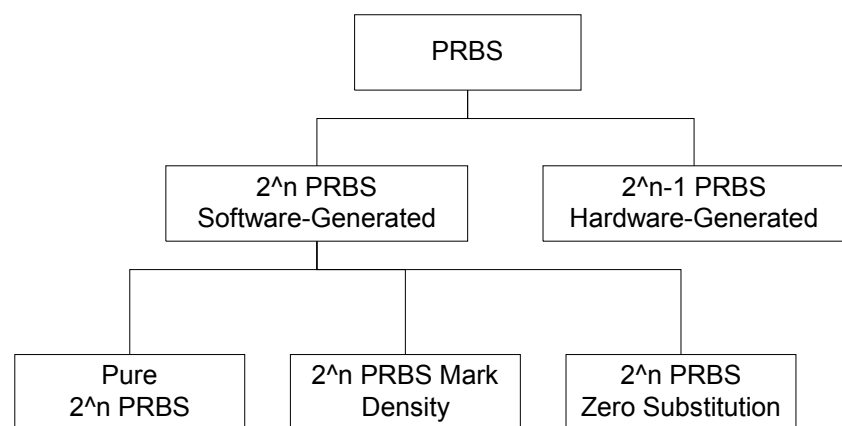 PRBS
2^n PRBS
Software-Generated
2^n-1 PRBS
Hardware-Generated
Pure
2^n PRBS
2^n PRBS Mark
Density
2^n PRBS
Zero Substitution